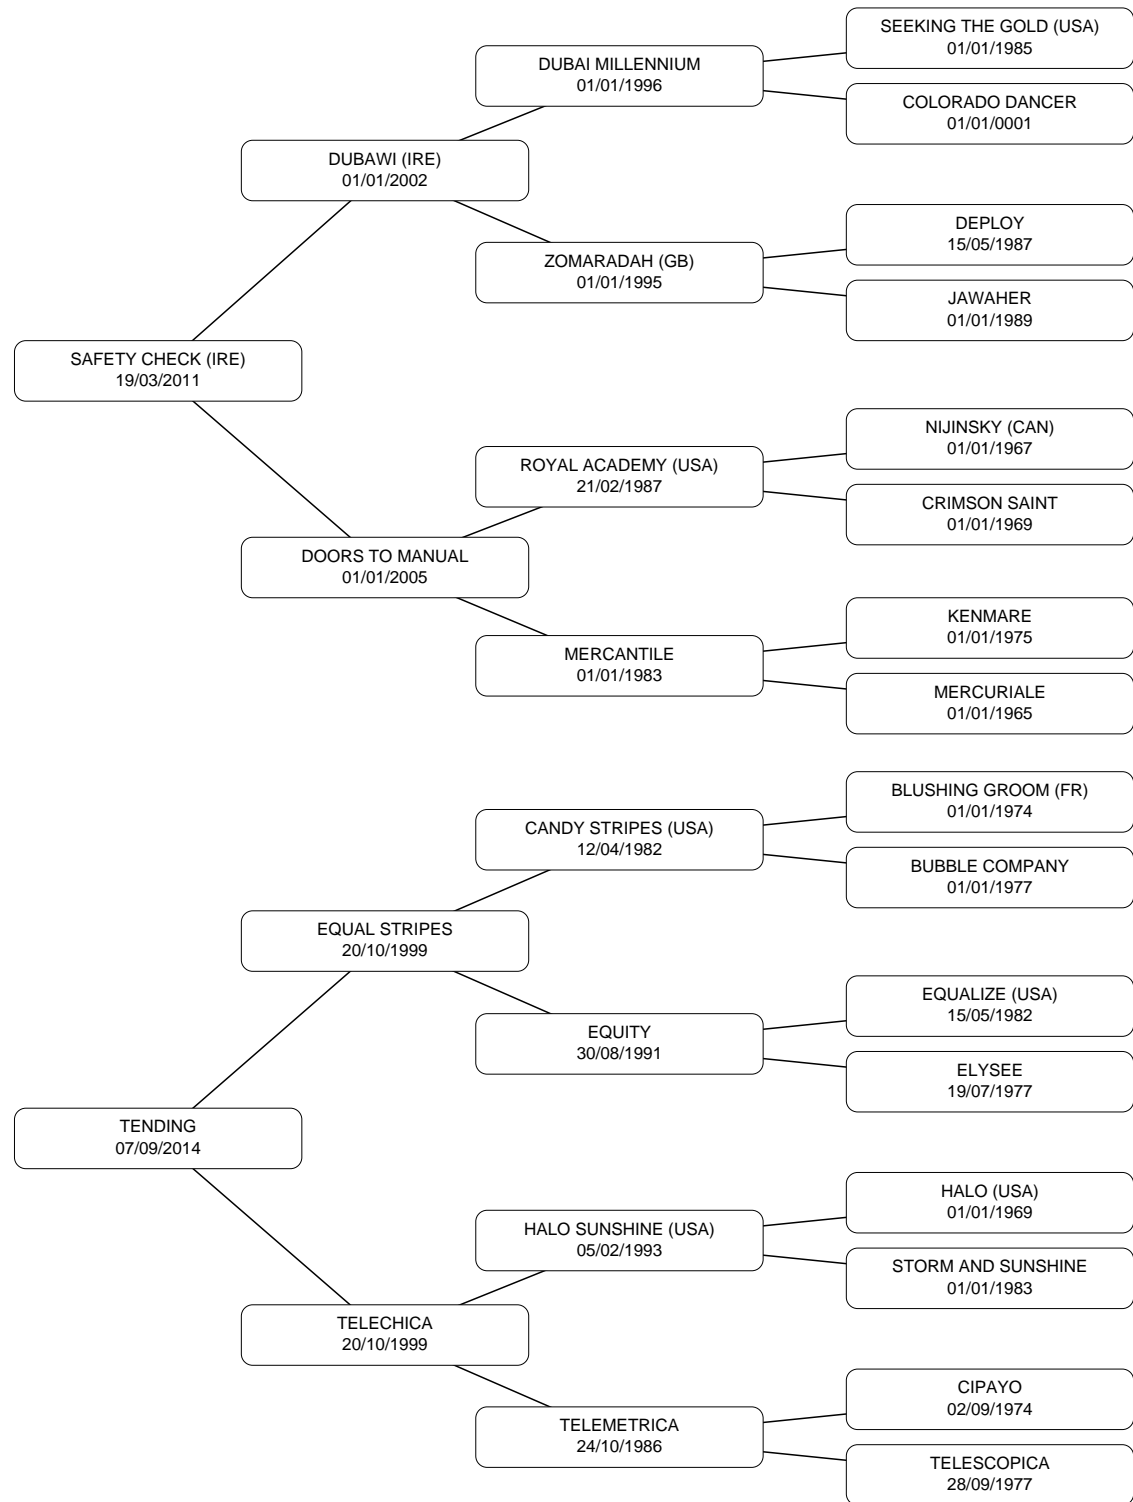 SEEKING THE GOLD (USA)
01/01/1985
DUBAI MILLENNIUM
01/01/1996
COLORADO DANCER
01/01/0001
DUBAWI (IRE)
01/01/2002
DEPLOY
15/05/1987
ZOMARADAH (GB)
01/01/1995
JAWAHER
01/01/1989
SAFETY CHECK (IRE)
19/03/2011
NIJINSKY (CAN)
01/01/1967
ROYAL ACADEMY (USA)
21/02/1987
CRIMSON SAINT
01/01/1969
DOORS TO MANUAL
01/01/2005
KENMARE
01/01/1975
MERCANTILE
01/01/1983
MERCURIALE
01/01/1965
BLUSHING GROOM (FR)
01/01/1974
CANDY STRIPES (USA)
12/04/1982
BUBBLE COMPANY
01/01/1977
EQUAL STRIPES
20/10/1999
EQUALIZE (USA)
15/05/1982
EQUITY
30/08/1991
ELYSEE
19/07/1977
TENDING
07/09/2014
HALO (USA)
01/01/1969
HALO SUNSHINE (USA)
05/02/1993
STORM AND SUNSHINE
01/01/1983
TELECHICA
20/10/1999
CIPAYO
02/09/1974
TELEMETRICA
24/10/1986
TELESCOPICA
28/09/1977